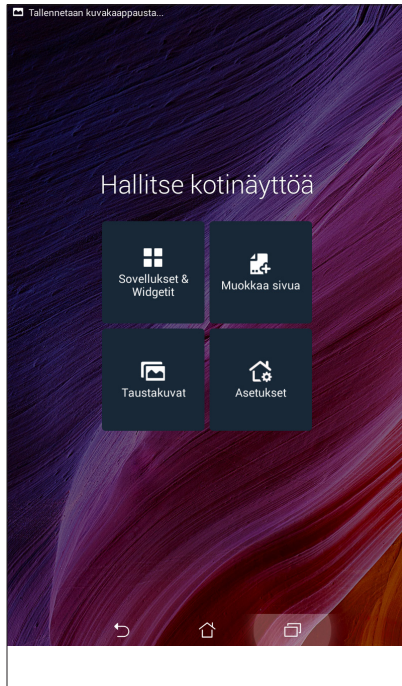 Tallennetaan kuvakaappausta...
Hallitse kotinäyttöä
Sovellukset &
Widgetit
Muokkaa sivua
Taustakuvat
Asetukset